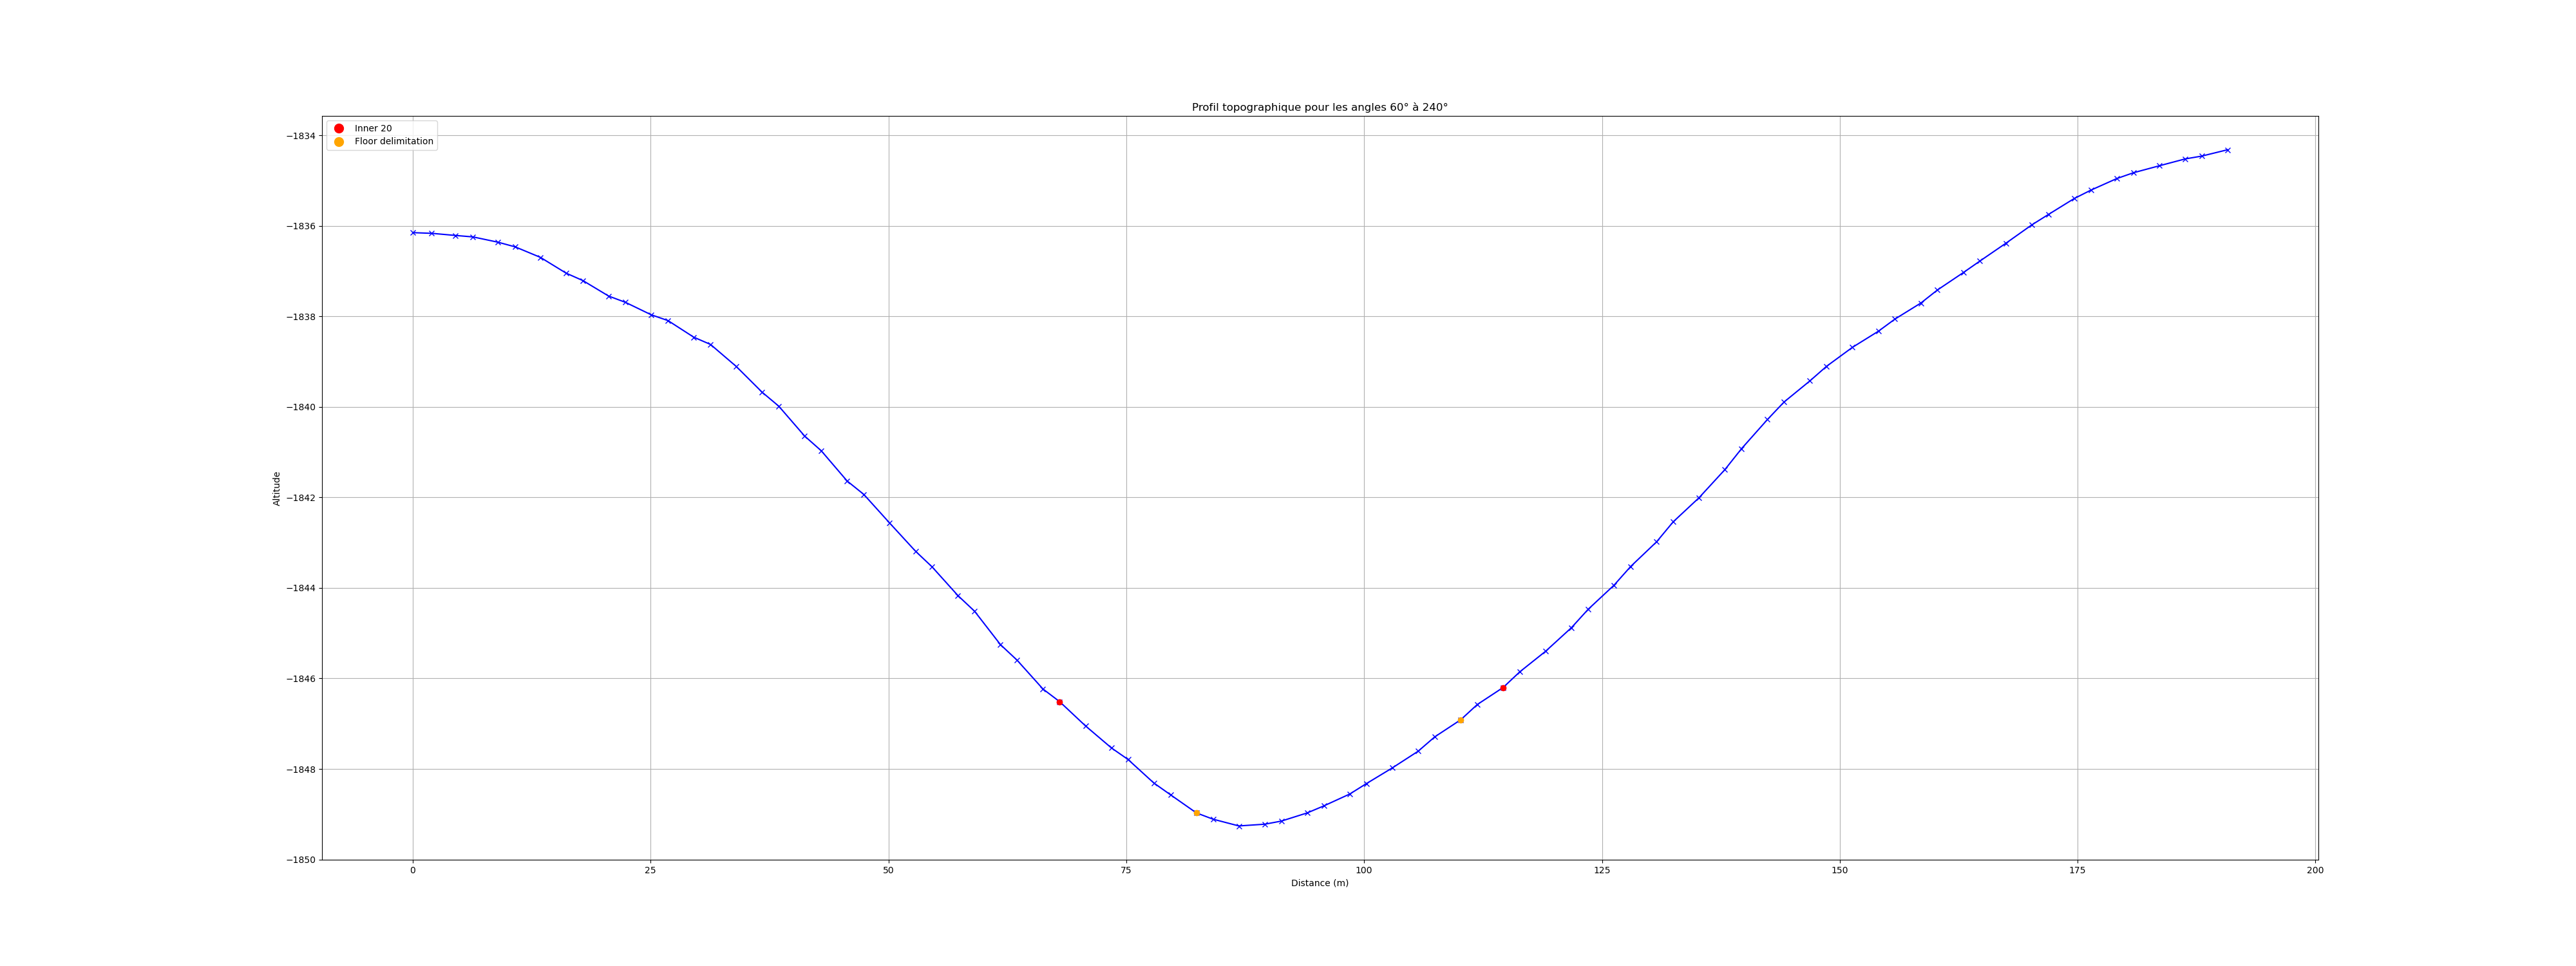 Profil topographique pour les angles 60° à 240°
Inner 20
Floor delimitation
−1834
−1836
−1838
−1840
−1842
−1844
−1846
−1848
−1850
Altitude
0 25 50 75 100 125 150 175 200
Distance (m)